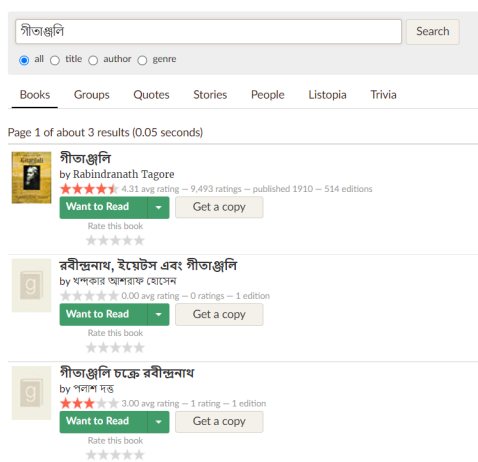 গীতাঞ্জলি Search
all title author genre
Books Groups Quotes Stories People Listopia Trivia
Page 1 of about 3 results (0.05 seconds)
গীতাঞ্জলি
by Rabindranath Tagore
4.31 avg rating — 9,493 ratings — published 1910 — 514 editions
Want to Read Get a copy
Rate this book
রবীন্দ্রনাথ, ইয়েটস এবং গীতাঞ্জলি
by খন্দকার আশরাফ হোসেন
0.00 avg rating — 0 ratings — 1 edition
Want to Read Get a copy
Rate this book
গীতাঞ্জলি চক্রে রবীন্দ্রনাথ
by পলাশ দত্ত
3.00 avg rating — 1 rating — 1 edition
Want to Read Get a copy
Rate this book